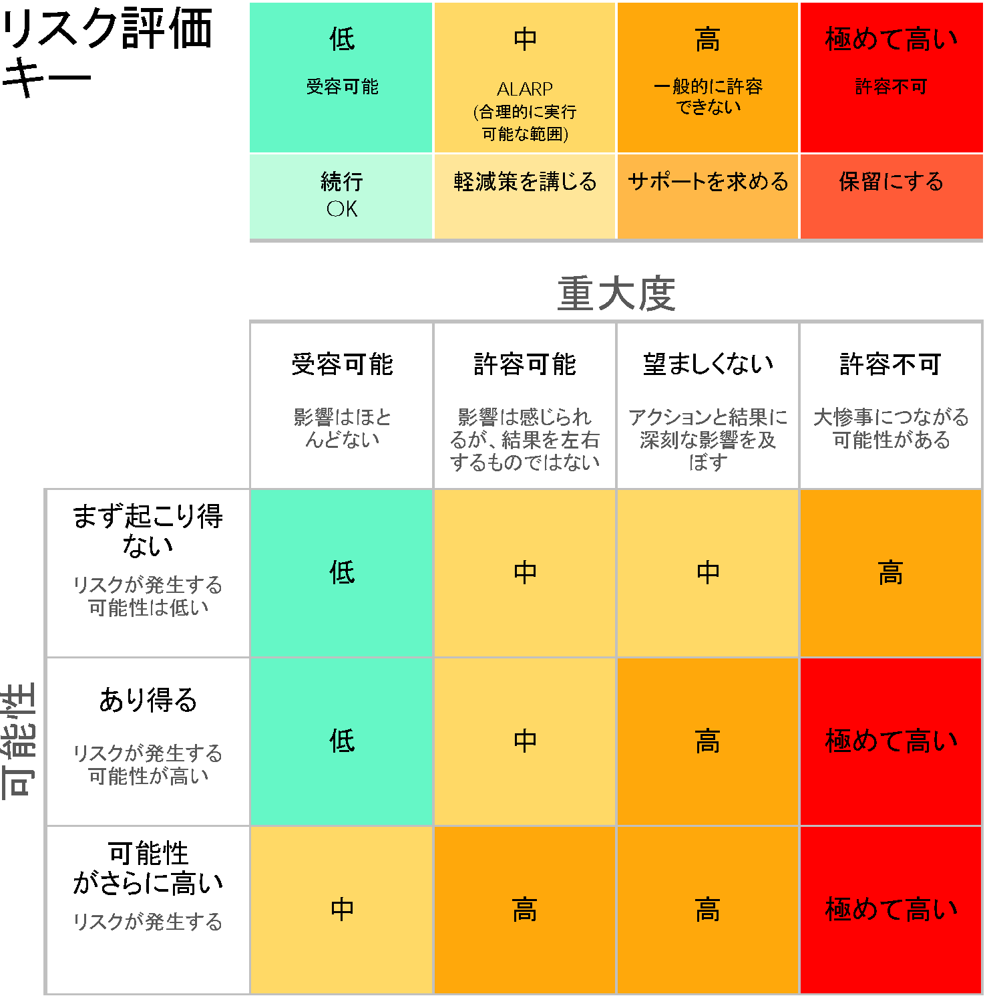 リスク評価
キー
低
受容可能
中
ALARP
(合理的に実行
可能な範囲)
高
一般的に許容
できない
極めて高い
許容不可
続行
OK
軽減策を講じる
サポートを求める
保留にする
重大度
受容可能
影響はほと
んどない
許容可能
影響は感じられ
るが、結果を左右
するものではない
望ましくない
アクションと結果に
深刻な影響を及
ぼす
許容不可
大惨事につながる
可能性がある
可能性
まず起こり得
ない
リスクが発生する
可能性は低い
低
中
中
高
あり得る
リスクが発生する
可能性が高い
低
中
高
極めて高い
可能性
がさらに高い
リスクが発生する
中
高
高
極めて高い